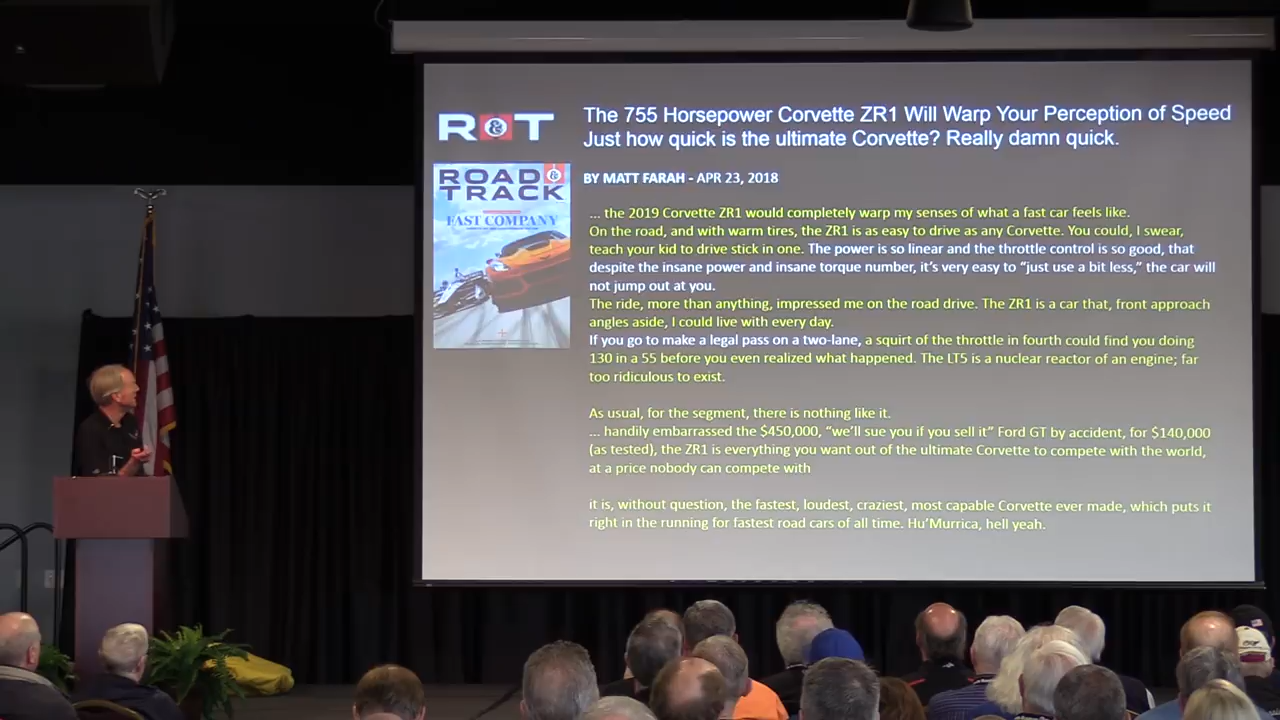 The 755 Horsepower Corvette ZR1 Will Warp Your Perception of Speed
Just how quick is the ultimate Corvette? Really damn quick.
R&T
ROAD &
TRACK
FAST COMPANY
BY MATT FARAH - APR 23, 2018
... the 2019 Corvette ZR1 would completely warp my senses of what a fast car feels like.
On the road, and with warm tires, the ZR1 is as easy to drive as any Corvette. You could, I swear,
teach your kid to drive stick in one. The power is so linear and the throttle control is so good, that
despite the insane power and insane torque number, it's very easy to "just use a bit less," the car will
not jump out at you.
The ride, more than anything, impressed me on the road drive. The ZR1 is a car that, front approach
angles aside, I could live with every day.
If you go to make a legal pass on a two-lane, a squirt of the throttle in fourth could find you doing
130 in a 55 before you even realized what happened. The LT5 is a nuclear reactor of an engine; far
too ridiculous to exist.
As usual, for the segment, there is nothing like it.
... handily embarrassed the $450,000, "we'll sue you if you sell it" Ford GT by accident, for $140,000
(as tested), the ZR1 is everything you want out of the ultimate Corvette to compete with the world,
at a price nobody can compete with
it is, without question, the fastest, loudest, craziest, most capable Corvette ever made, which puts it
right in the running for fastest road cars of all time. Hu'Murrica, hell yeah.